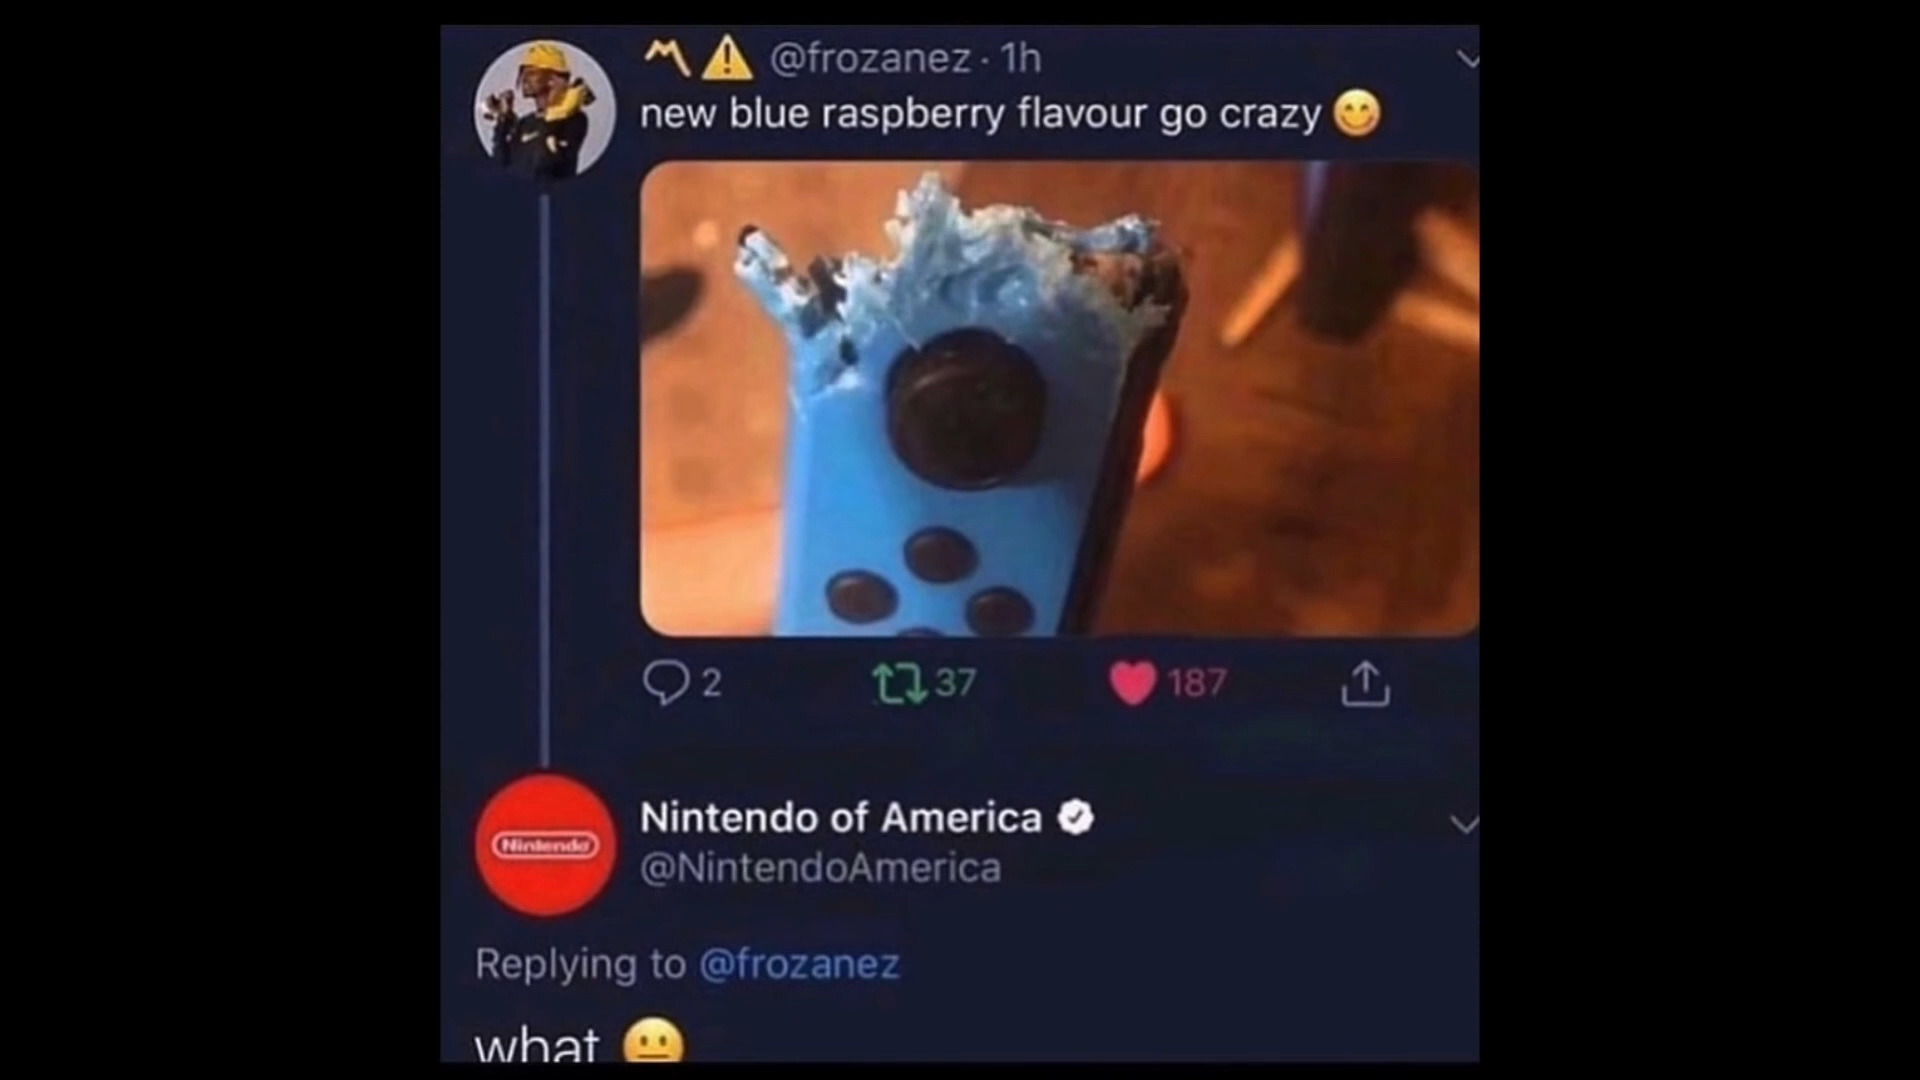 @frozanez · 1h
new blue raspberry flavour go crazy 😋
2 37 187
Nintendo
Nintendo of America
@NintendoAmerica
Replying to @frozanez
what 😐